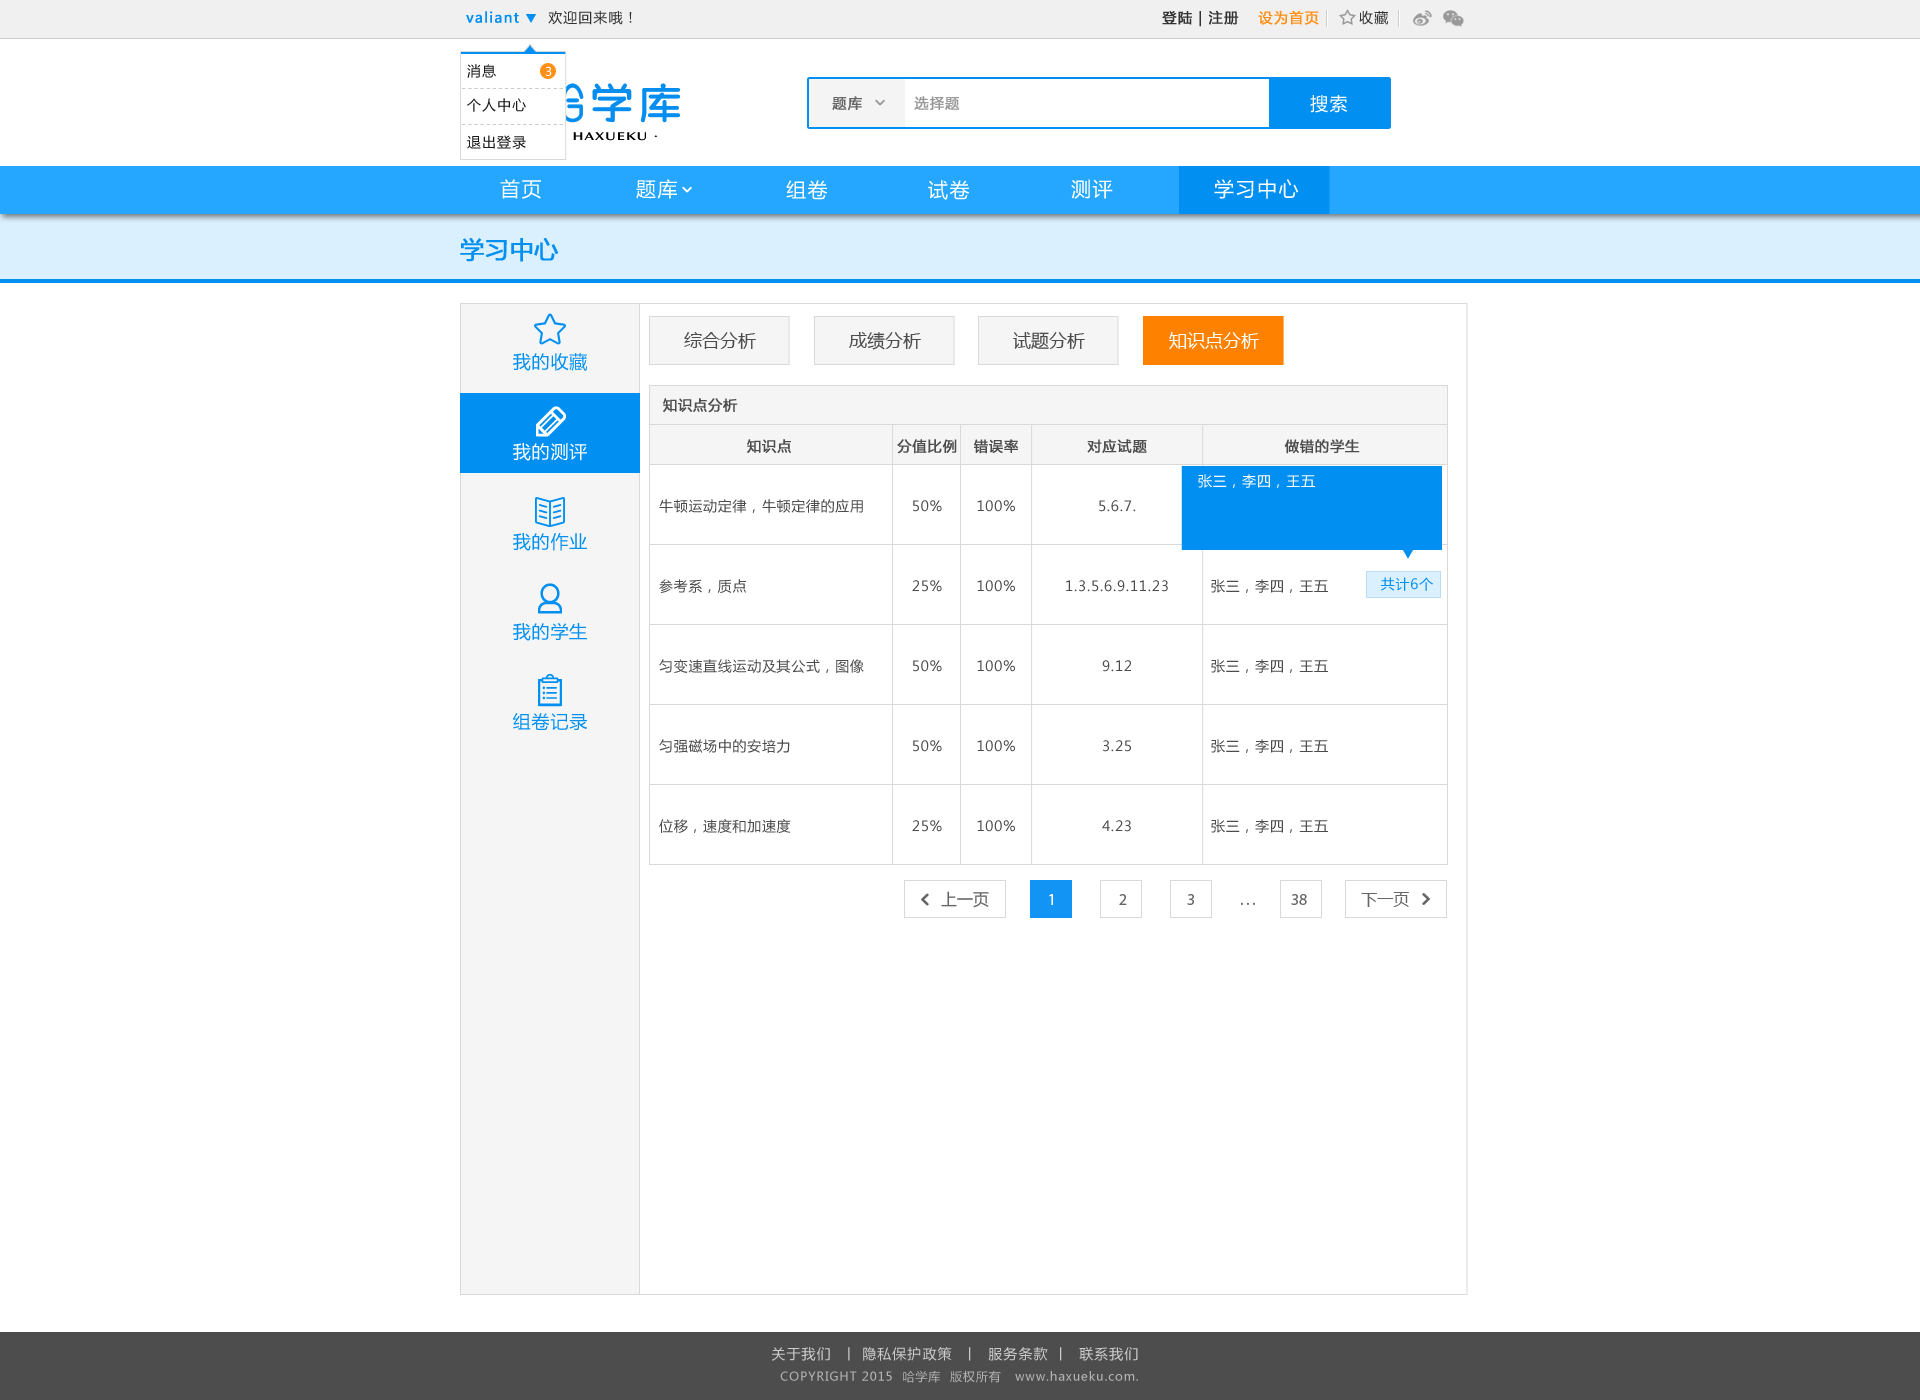 valiant ▼ 欢迎回来哦！
登陆 | 注册 设为首页 收藏
消息 3
个人中心
退出登录
学库
HAXUEKU ·
题库 选择题 搜索
首页 题库 组卷 试卷 测评 学习中心
学习中心
我的收藏
我的测评
我的作业
我的学生
组卷记录
综合分析 成绩分析 试题分析 知识点分析
知识点分析
知识点 分值比例 错误率 对应试题 做错的学生
张三，李四，王五
牛顿运动定律，牛顿定律的应用 50% 100% 5.6.7.
参考系，质点 25% 100% 1.3.5.6.9.11.23 张三，李四，王五 共计6个
匀变速直线运动及其公式，图像 50% 100% 9.12 张三，李四，王五
匀强磁场中的安培力 50% 100% 3.25 张三，李四，王五
位移，速度和加速度 25% 100% 4.23 张三，李四，王五
上一页 1 2 3 ... 38 下一页
关于我们 | 隐私保护政策 | 服务条款 | 联系我们
COPYRIGHT 2015 哈学库 版权所有 www.haxueku.com.